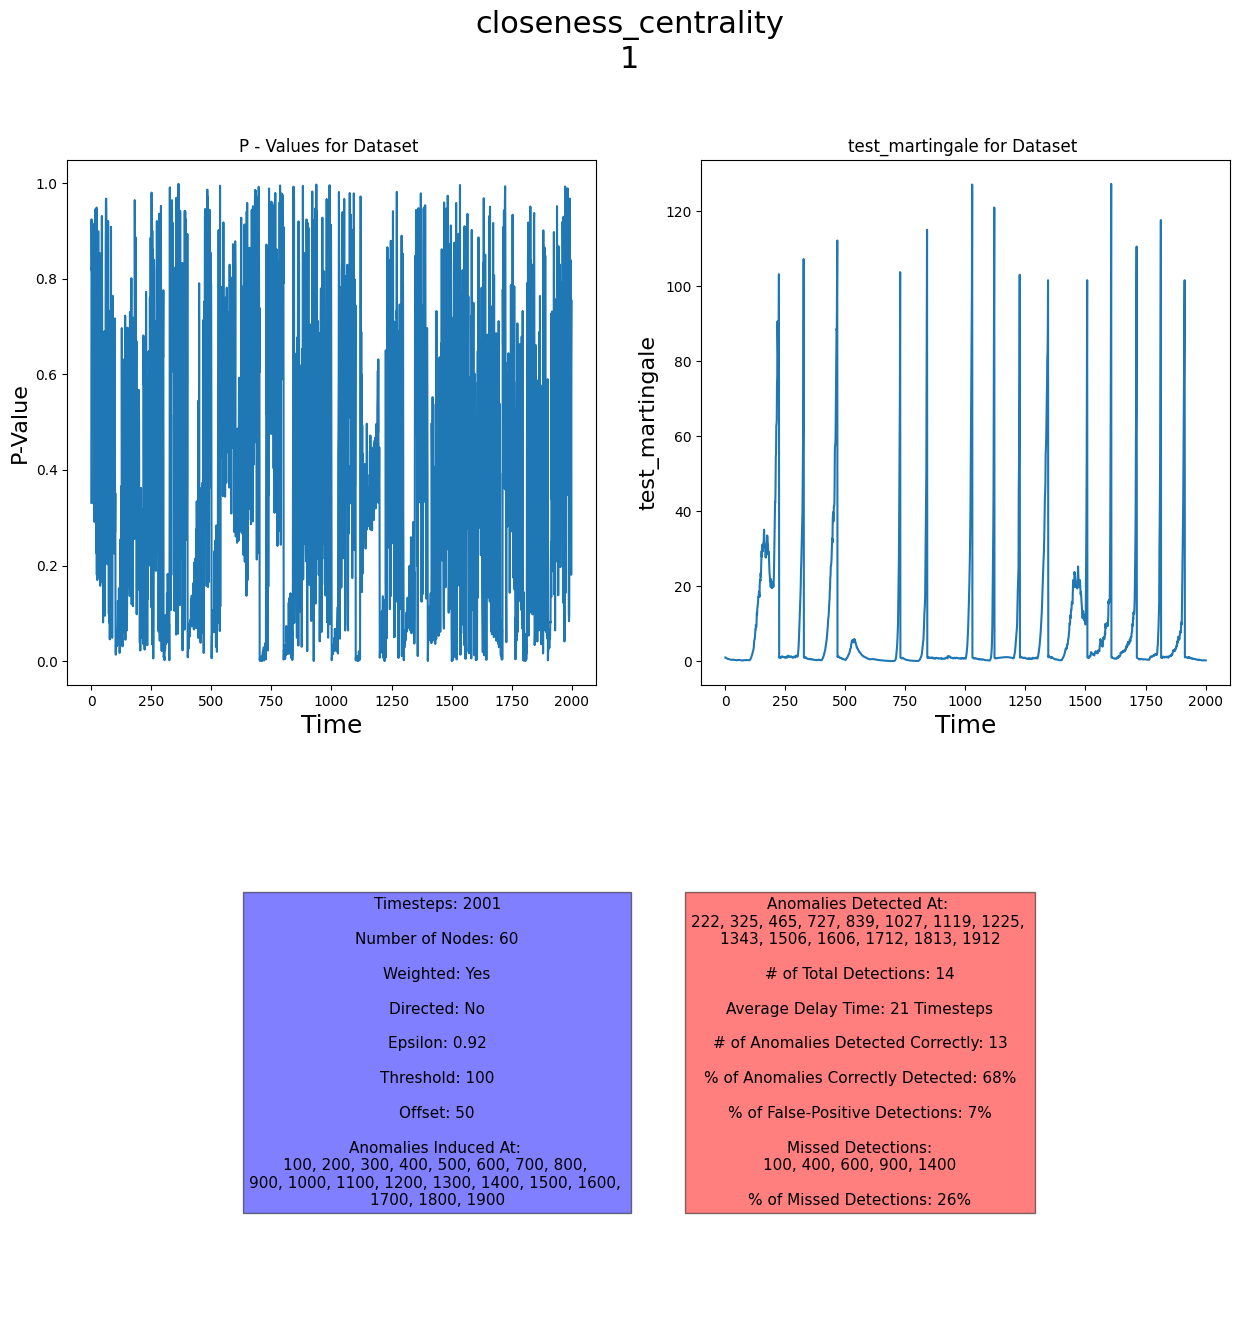 closeness_centrality
1
P - Values for Dataset
P-Value
1.0
0.8
0.6
0.4
0.2
0.0
0 250 500 750 1000 1250 1500 1750 2000
Time
test_martingale for Dataset
test_martingale
120
100
80
60
40
20
0
0 250 500 750 1000 1250 1500 1750 2000
Time
Timesteps: 2001
Number of Nodes: 60
Weighted: Yes
Directed: No
Epsilon: 0.92
Threshold: 100
Offset: 50
Anomalies Induced At:
100, 200, 300, 400, 500, 600, 700, 800,
900, 1000, 1100, 1200, 1300, 1400, 1500, 1600,
1700, 1800, 1900
Anomalies Detected At:
222, 325, 465, 727, 839, 1027, 1119, 1225,
1343, 1506, 1606, 1712, 1813, 1912
# of Total Detections: 14
Average Delay Time: 21 Timesteps
# of Anomalies Detected Correctly: 13
% of Anomalies Correctly Detected: 68%
% of False-Positive Detections: 7%
Missed Detections:
100, 400, 600, 900, 1400
% of Missed Detections: 26%